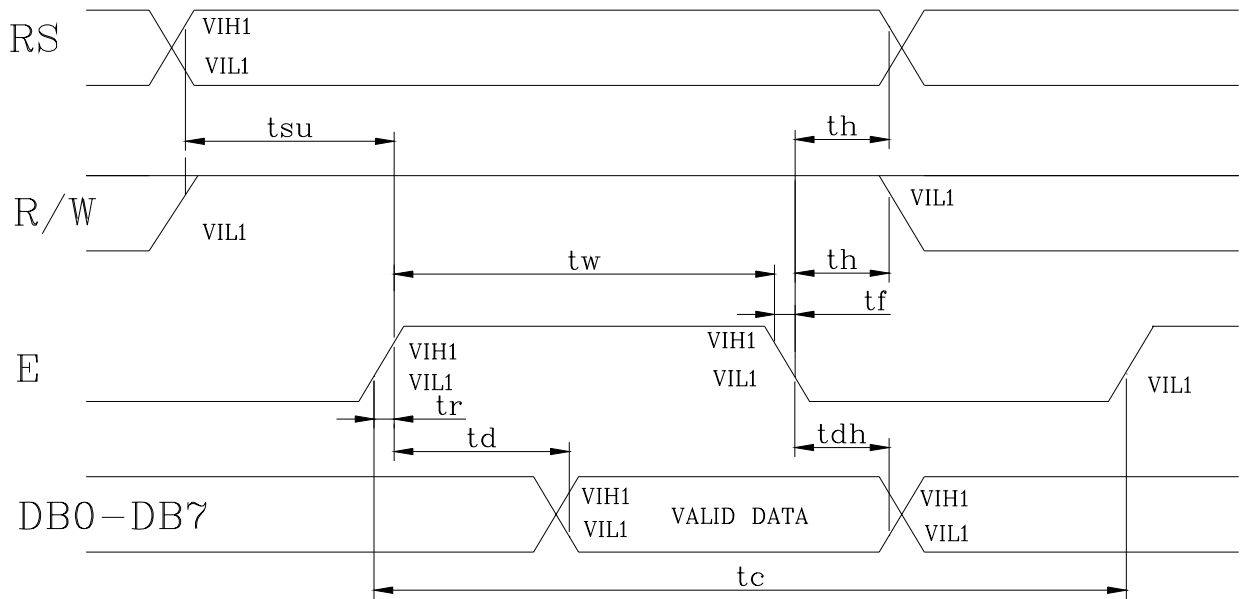 RS
VIH1
VIL1
tsu
th
R/W
VIL1
VIL1
tw
th
tf
E
VIH1
VIL1
VIH1
VIL1
VIL1
tr
td
tdh
DB0-DB7
VIH1
VIL1
VALID DATA
VIH1
VIL1
tc